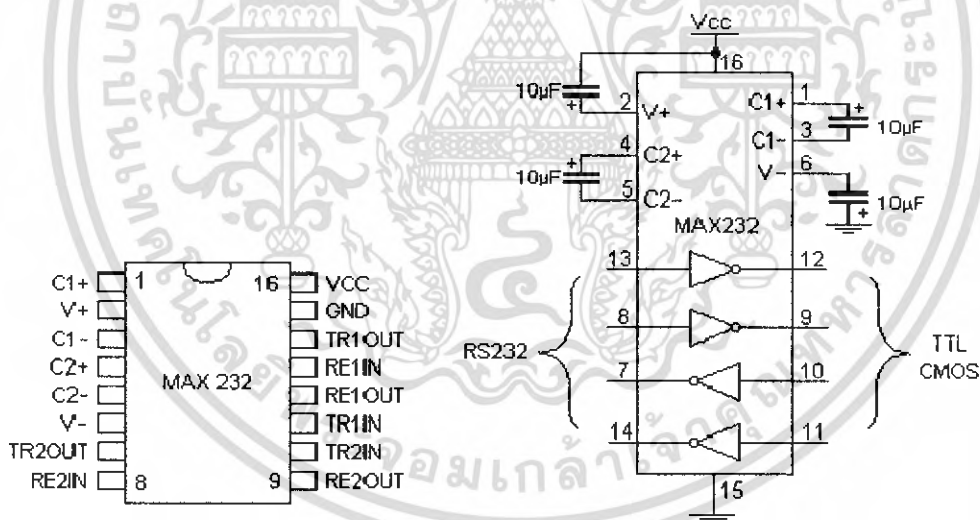 Vcc
16
10µF
+
2
V+
4
C2+
10µF
+
5
C2-
C1+
1
+
10µF
C1-
3
V-
6
10µF
+
MAX232
13
12
8
9
RS232
7
10
TTL
CMOS
14
11
15
C1+
1
16
VCC
V+
GND
C1-
TR1OUT
C2+
RE1IN
MAX 232
C2-
RE1OUT
V-
TR1IN
TR2OUT
TR2IN
RE2IN
8
9
RE2OUT